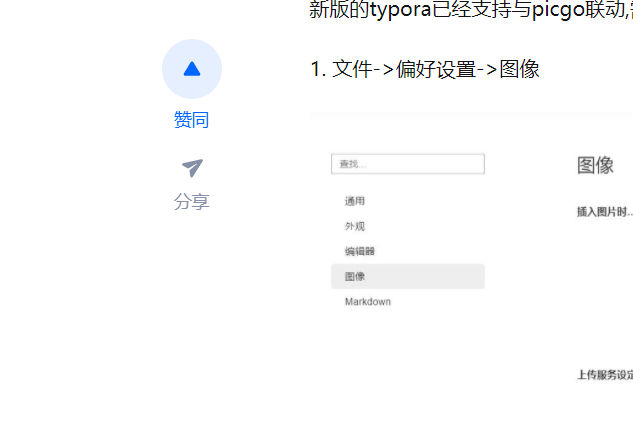 新版的typora已经支持与picgo联动,
1. 文件->偏好设置->图像
赞同
分享
查找...
通用
外观
编辑器
图像
Markdown
图像
插入图片时...
上传服务设定